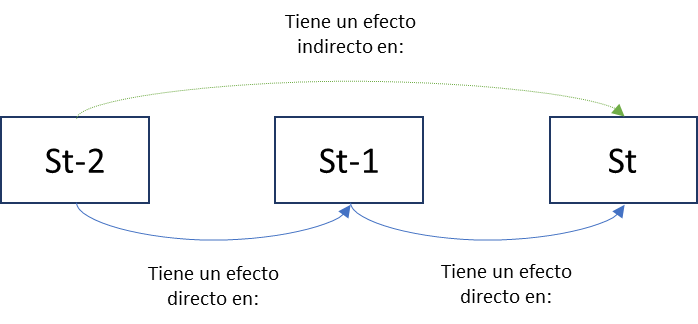 Tiene un efecto
indirecto en:
St-2
St-1
St
Tiene un efecto
directo en:
Tiene un efecto
directo en: